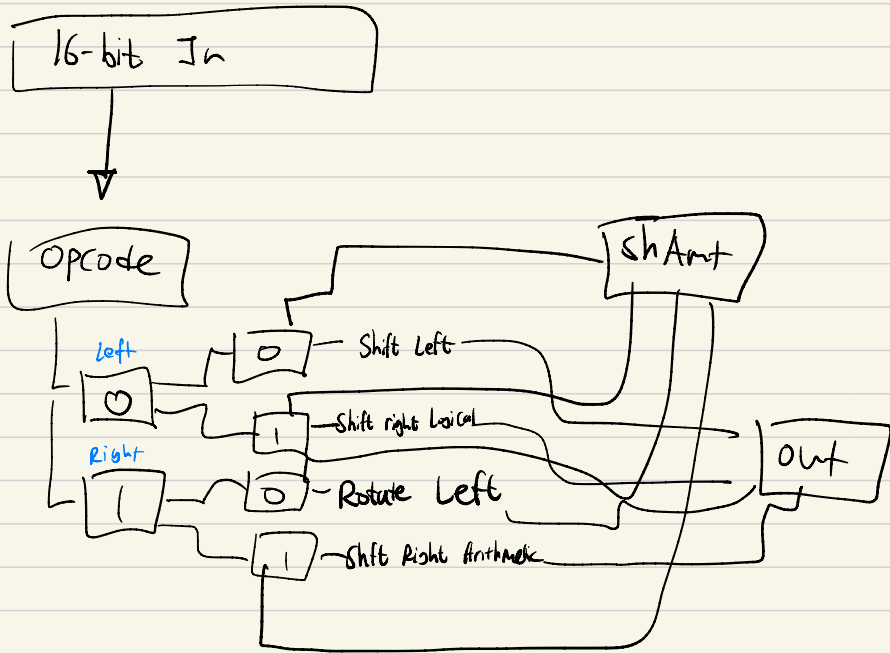 16-bit In
Opcode
shAmt
Left
0
0
Shift Left
1
Shift right Logical
Out
Right
1
0
Rotate Left
1
Shft Right Arithmetic